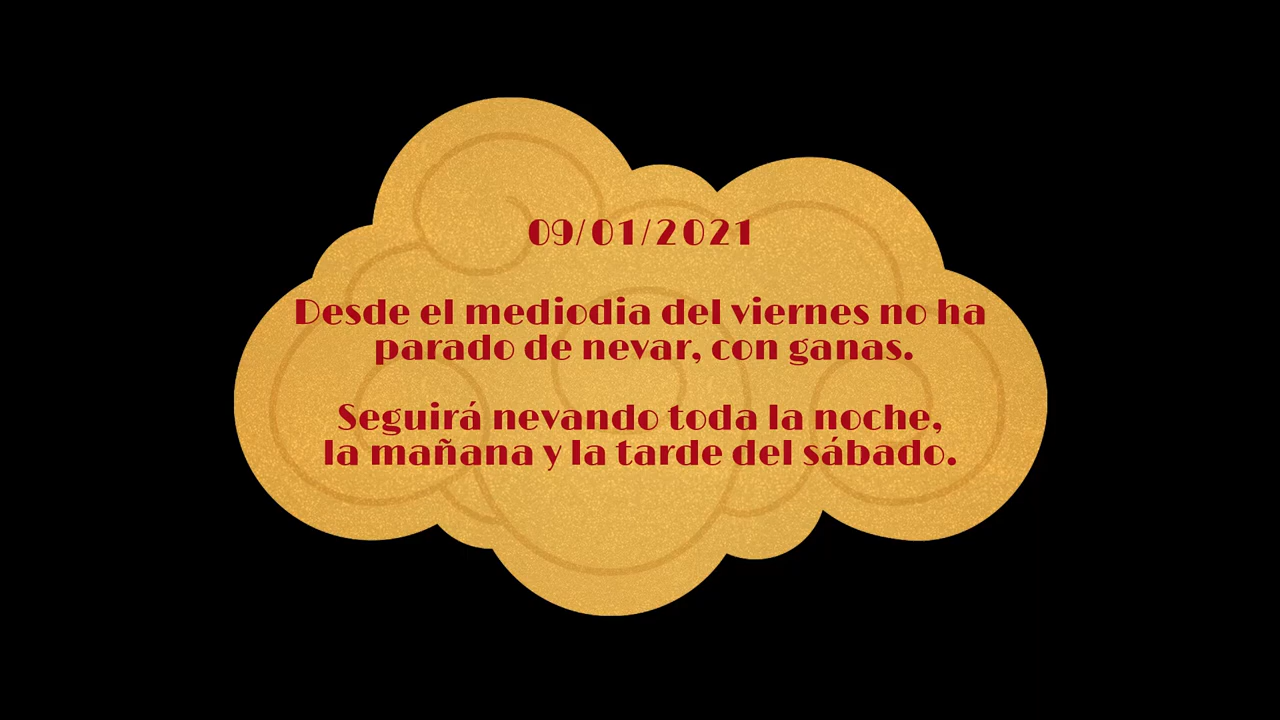 09/01/2021
Desde el mediodia del viernes no ha
parado de nevar, con ganas.
Seguirá nevando toda la noche,
la mañana y la tarde del sábado.